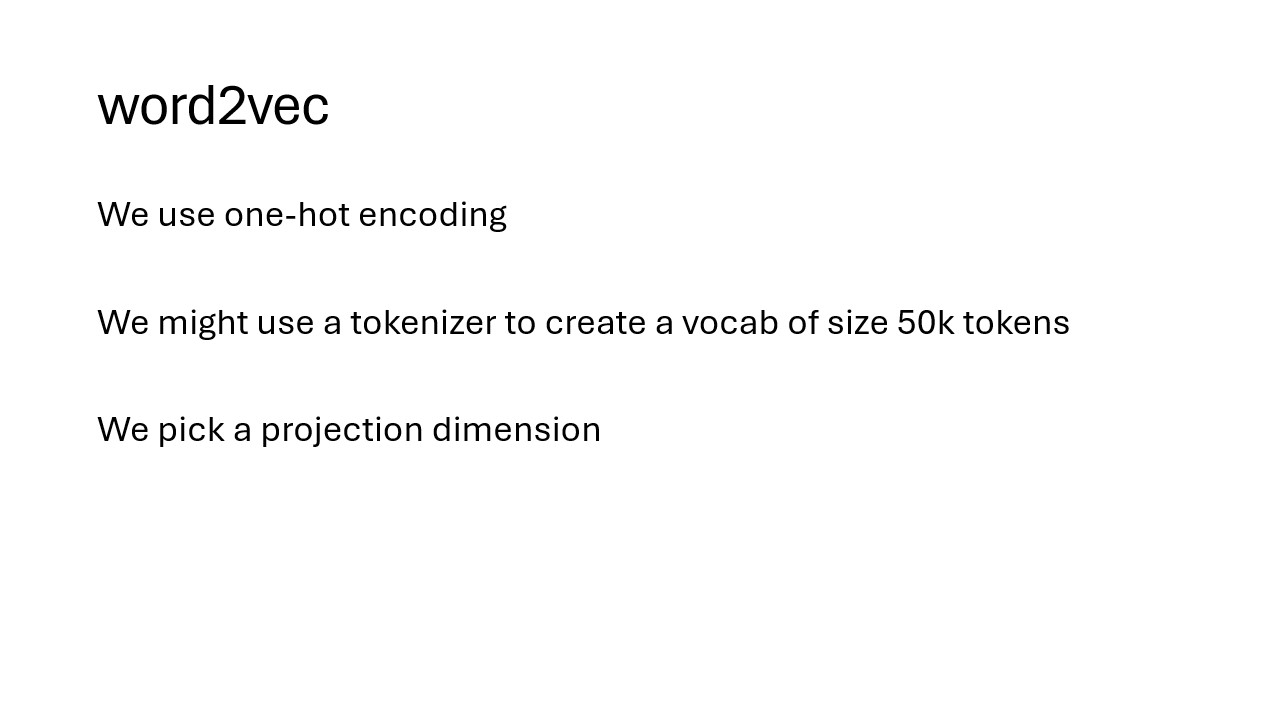 word2vec
We use one-hot encoding
We might use a tokenizer to create a vocab of size 50k tokens
We pick a projection dimension